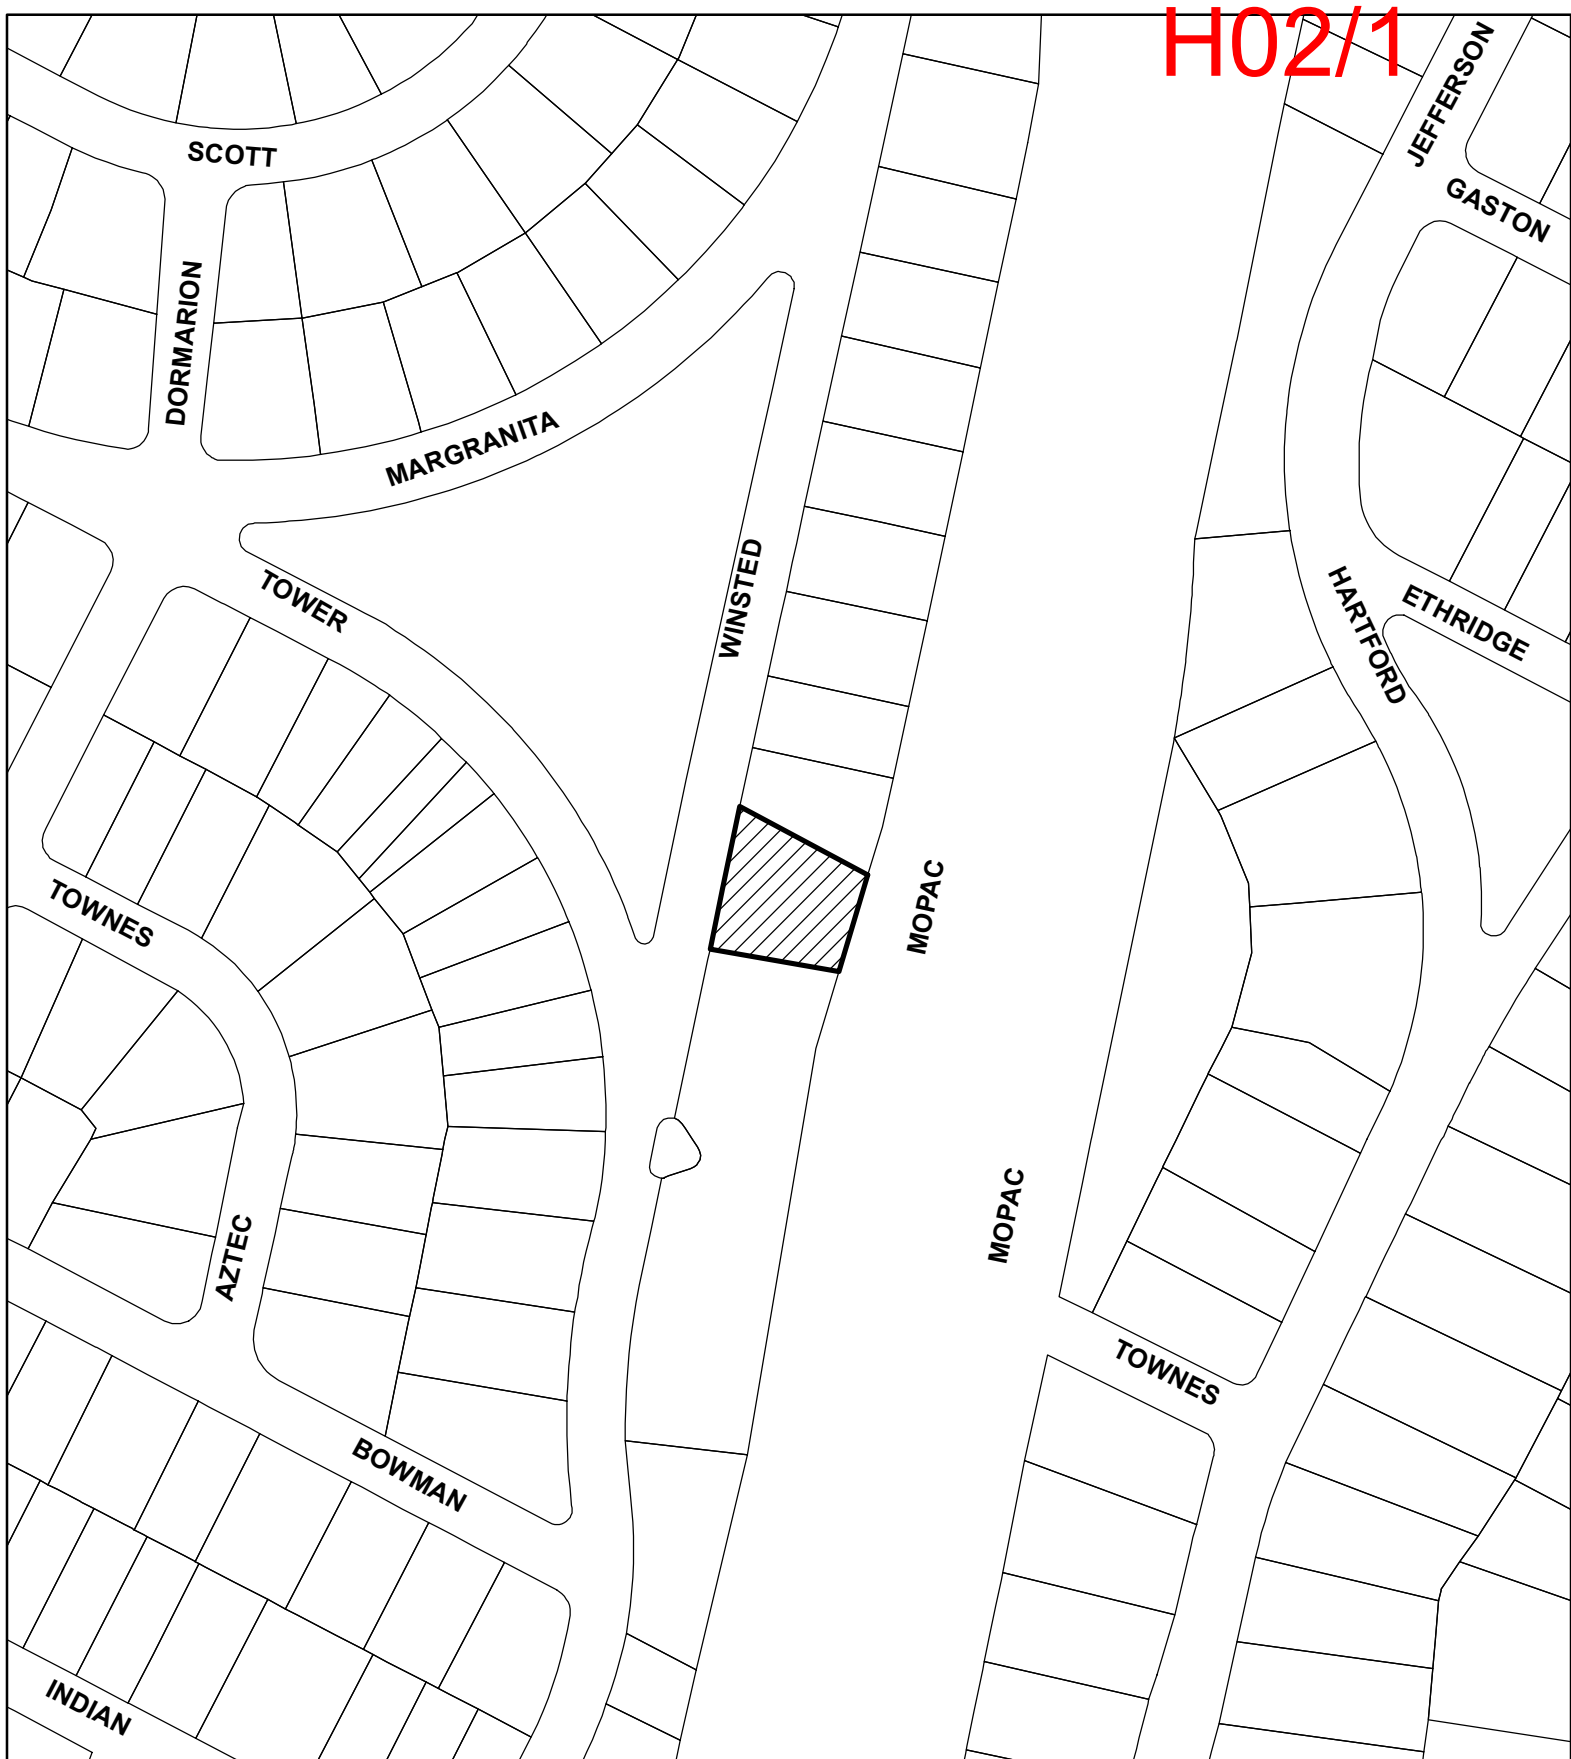 H02/1
JEFFERSON
SCOTT
GASTON
DORMARION
MARGRANITA
WINSTED
TOWER
HARTFORD
ETHRIDGE
MOPAC
TOWNES
MOPAC
AZTEC
TOWNES
BOWMAN
INDIAN